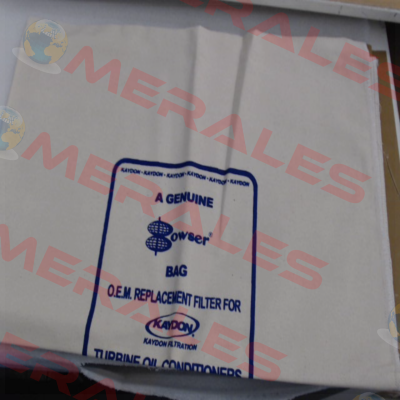 KAYDON - KAYDON - KAYDON - KAYDON - KAYDON - KAYDON
A GENUINE
Bowser®
BAG
O.E.M. REPLACEMENT FILTER FOR
KAYDON
KAYDON FILTRATION
TURBINE OIL CONDITIONERS
MERALES
MERALES
MERALES